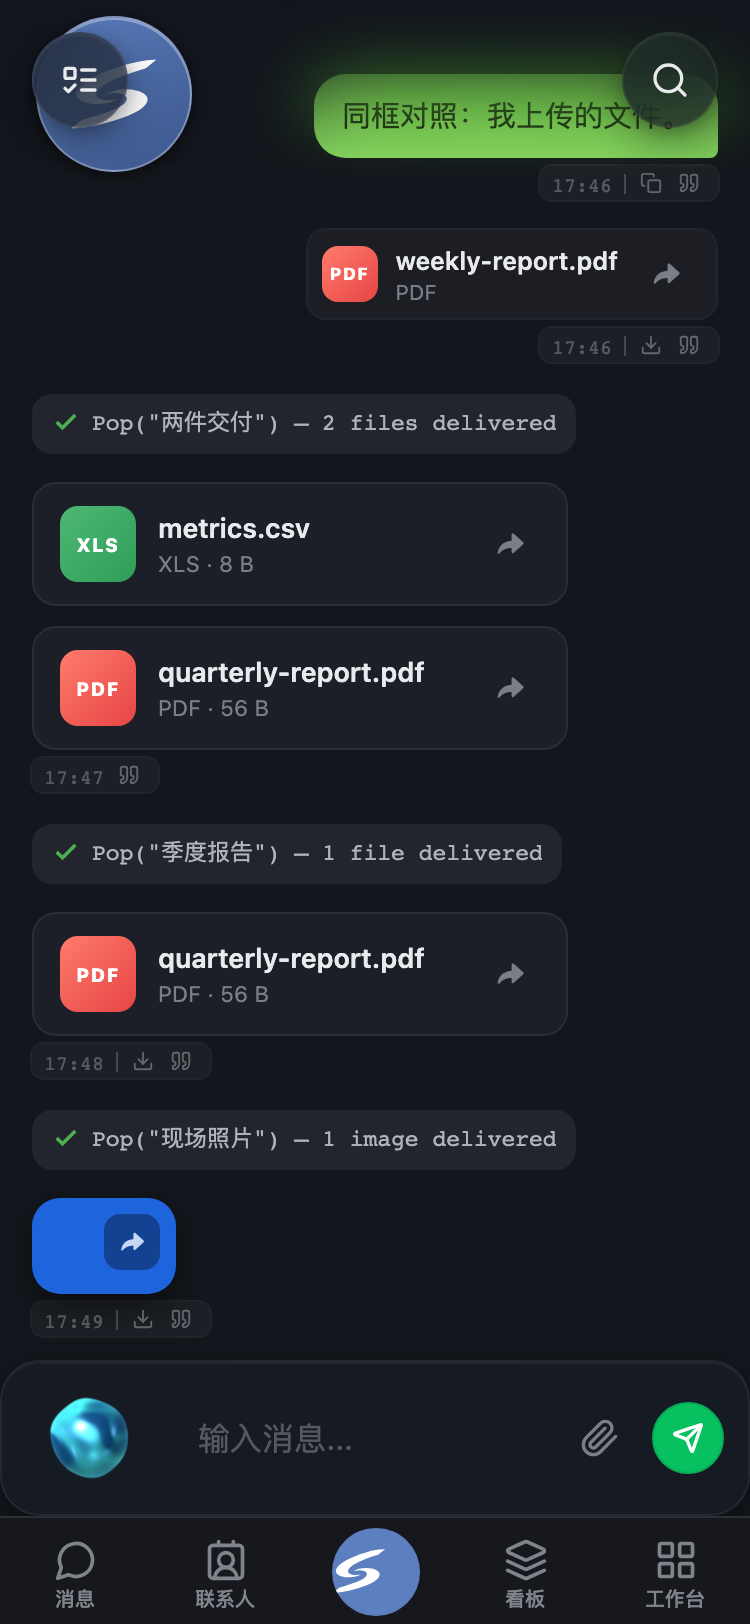 同框对照：我上传的文件。
17:46
PDF
weekly-report.pdf
PDF
17:46
Pop("两件交付") — 2 files delivered
XLS
metrics.csv
XLS · 8 B
PDF
quarterly-report.pdf
PDF · 56 B
17:47
Pop("季度报告") — 1 file delivered
PDF
quarterly-report.pdf
PDF · 56 B
17:48
Pop("现场照片") — 1 image delivered
17:49
输入消息...
消息
联系人
看板
工作台